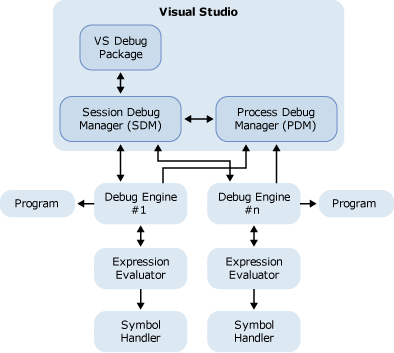 Visual Studio
VS Debug
Package
Session Debug
Manager (SDM)
Process Debug
Manager (PDM)
Program
Debug Engine
#1
Debug Engine
#n
Program
Expression
Evaluator
Expression
Evaluator
Symbol
Handler
Symbol
Handler